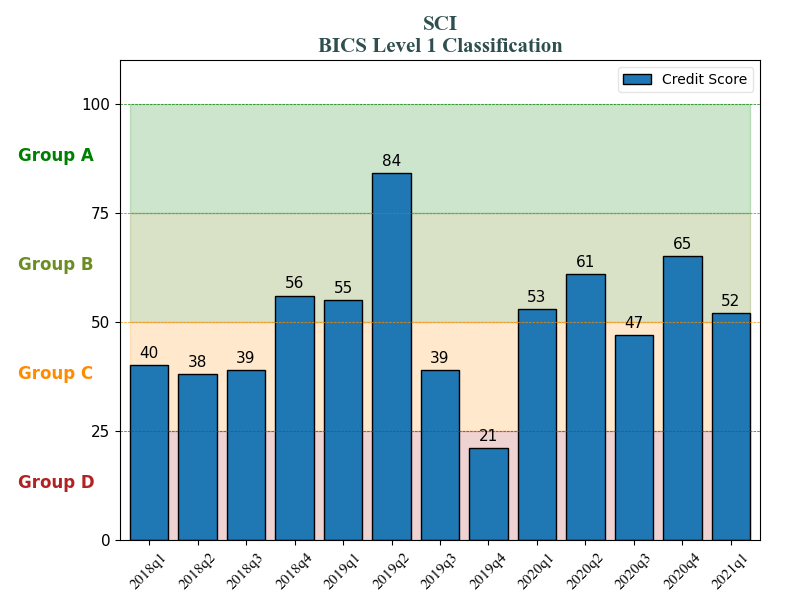 SCI
BICS Level 1 Classification
Credit Score
100
Group A
84
75
Group B
65
61
56
55
53
52
50
47
40
39
38
39
Group C
25
21
Group D
0
2018q1 2018q2 2018q3 2018q4 2019q1 2019q2 2019q3 2019q4 2020q1 2020q2 2020q3 2020q4 2021q1